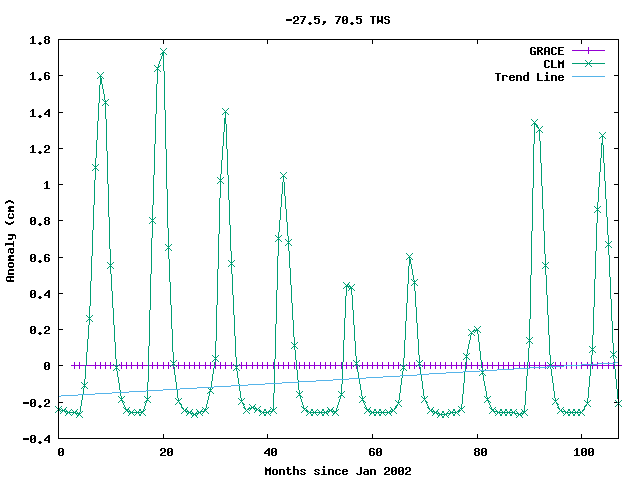 -27.5, 70.5 TWS
GRACE
CLM
Trend Line
1.8
1.6
1.4
1.2
1
0.8
0.6
0.4
0.2
0
-0.2
-0.4
Anomaly (cm)
0 20 40 60 80 100
Months since Jan 2002